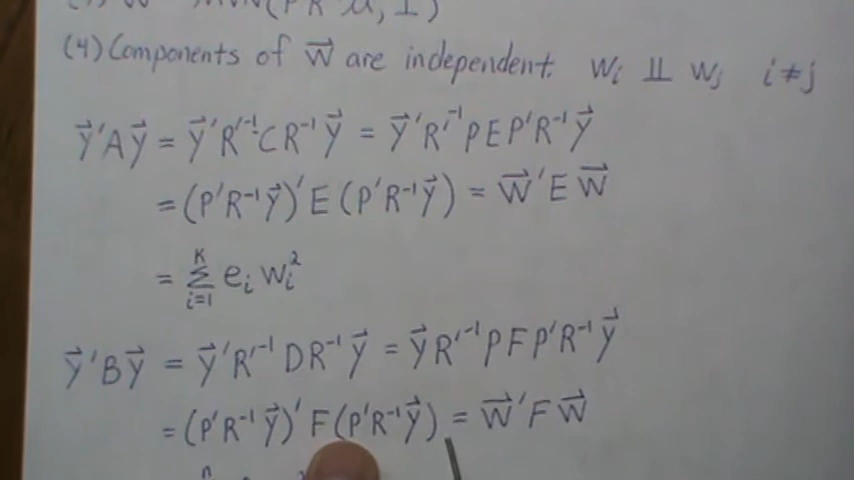 (4) Components of W⃗ are independent. Wᵢ ⫫ Wⱼ i≠j
Y⃗'AY⃗ = Y⃗'R'⁻¹CR⁻¹Y⃗ = Y⃗'R'⁻¹PEP'R⁻¹Y⃗
= (P'R⁻¹Y⃗)'E(P'R⁻¹Y⃗) = W⃗'EW⃗
= Σᵢ₌₁ᴷ eᵢWᵢ²
Y⃗'BY⃗ = Y⃗'R'⁻¹DR⁻¹Y⃗ = Y⃗R'⁻¹PFP'R⁻¹Y⃗
= (P'R⁻¹Y⃗)'F(P'R⁻¹Y⃗) = W⃗'FW⃗